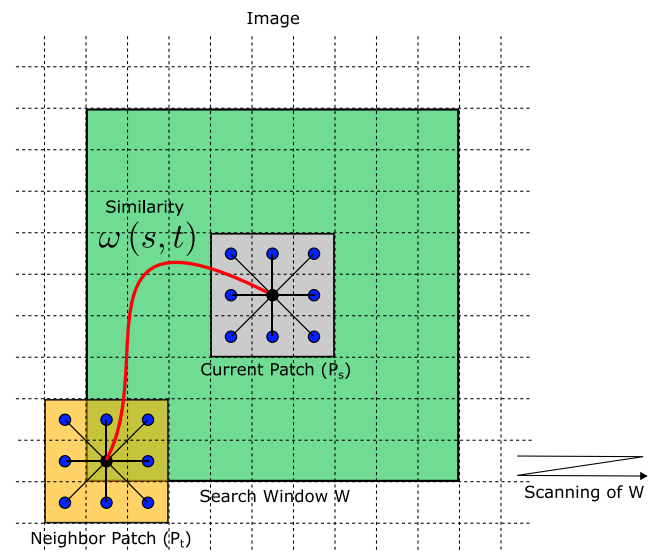 Image
Similarity
ω (s, t)
Current Patch (Pₛ)
Search Window W
Scanning of W
Neighbor Patch (Pₜ)